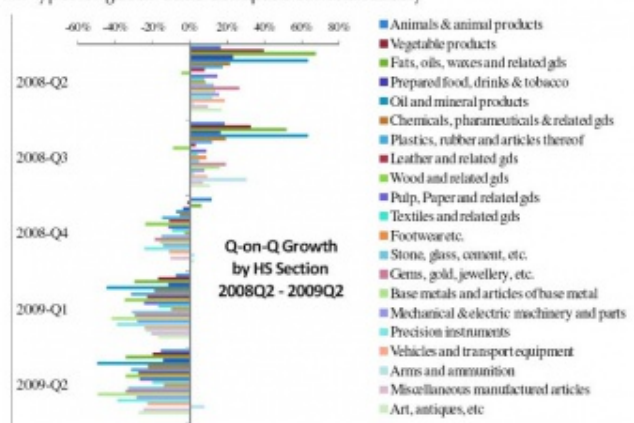 -60% -40% -20% 0% 20% 40% 60% 80%
2008-Q2
2008-Q3
2008-Q4
2009-Q1
2009-Q2
Q-on-Q Growth
by HS Section
2008Q2 - 2009Q2
Animals & animal products
Vegetable products
Fats, oils, waxes and related gds
Prepared food, drinks & tobacco
Oil and mineral products
Chemicals, pharameuticals & related gds
Plastics, rubber and articles thereof
Leather and related gds
Wood and related gds
Pulp, Paper and related gds
Textiles and related gds
Footwear etc.
Stone, glass, cement, etc.
Gems, gold, jewellery, etc.
Base metals and articles of base metal
Mechanical & electric machinery and parts
Precision instruments
Vehicles and transport equipment
Arms and ammunition
Miscellaneous manufactured articles
Art, antiques, etc